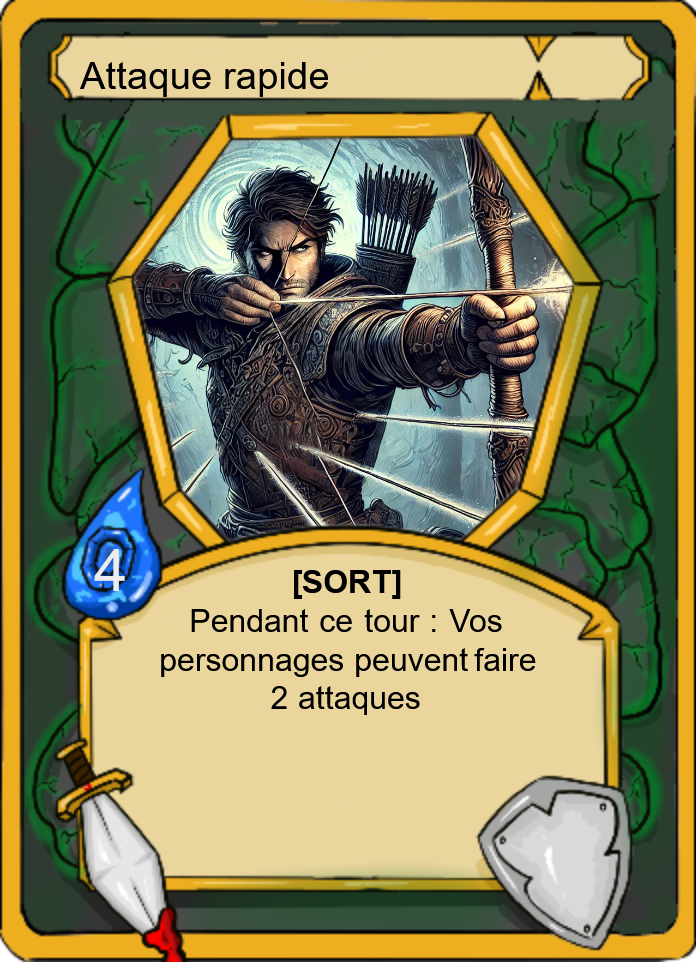 Attaque rapide
4
[SORT]
Pendant ce tour : Vos
personnages peuvent faire
2 attaques